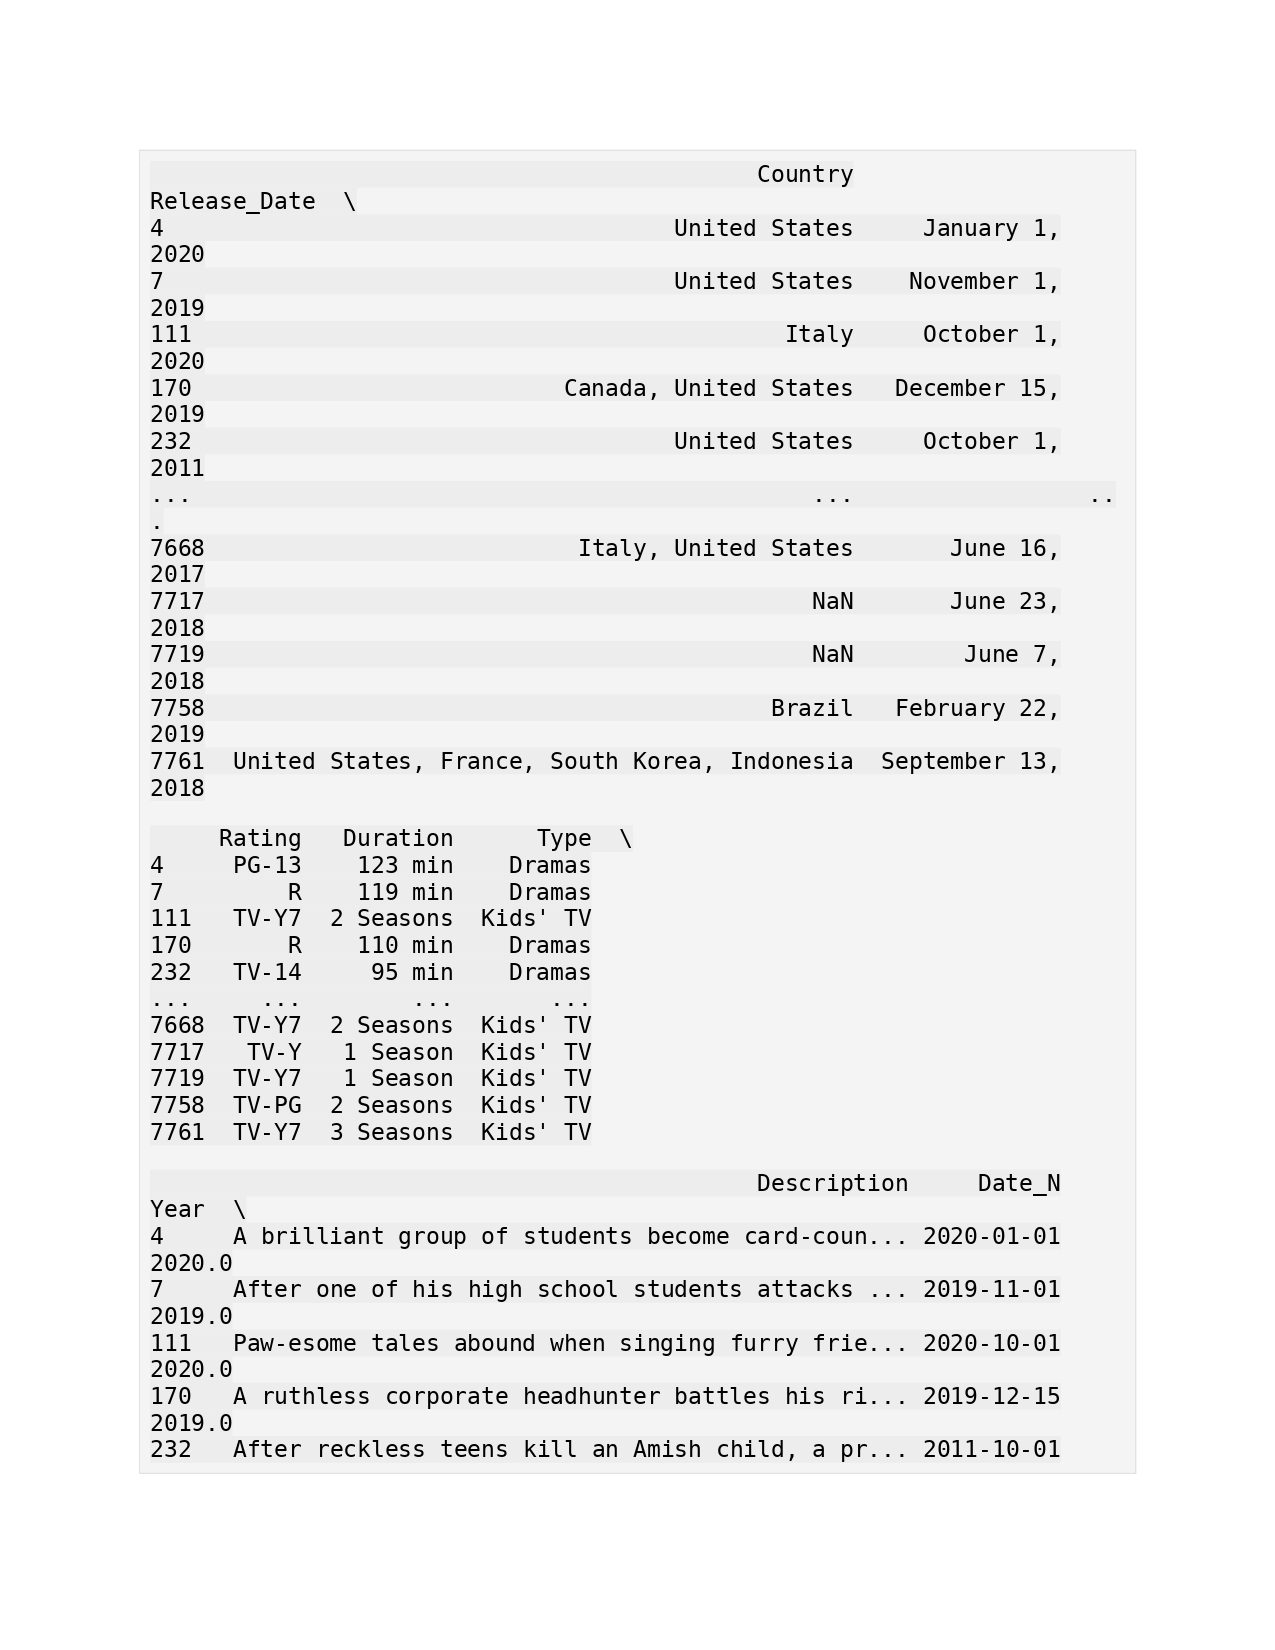 Country
Release_Date  \
4 United States January 1,
2020
7 United States November 1,
2019
111 Italy October 1,
2020
170 Canada, United States December 15,
2019
232 United States October 1,
2011
... ... ..
.
7668 Italy, United States June 16,
2017
7717 NaN June 23,
2018
7719 NaN June 7,
2018
7758 Brazil February 22,
2019
7761 United States, France, South Korea, Indonesia September 13,
2018
Rating Duration Type \
4 PG-13 123 min Dramas
7 R 119 min Dramas
111 TV-Y7 2 Seasons Kids' TV
170 R 110 min Dramas
232 TV-14 95 min Dramas
... ... ... ...
7668 TV-Y7 2 Seasons Kids' TV
7717 TV-Y 1 Season Kids' TV
7719 TV-Y7 1 Season Kids' TV
7758 TV-PG 2 Seasons Kids' TV
7761 TV-Y7 3 Seasons Kids' TV
Description Date_N
Year \
4 A brilliant group of students become card-coun... 2020-01-01
2020.0
7 After one of his high school students attacks ... 2019-11-01
2019.0
111 Paw-esome tales abound when singing furry frie... 2020-10-01
2020.0
170 A ruthless corporate headhunter battles his ri... 2019-12-15
2019.0
232 After reckless teens kill an Amish child, a pr... 2011-10-01